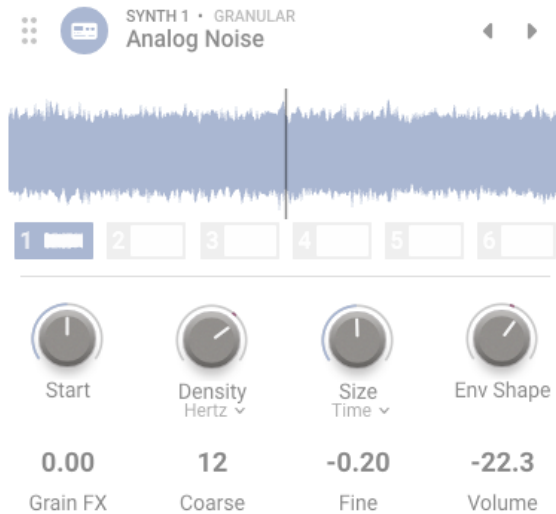 SYNTH 1 • GRANULAR
Analog Noise
1 2 3 4 5 6
Start Density Size Env Shape
Hertz Time
0.00 12 -0.20 -22.3
Grain FX Coarse Fine Volume